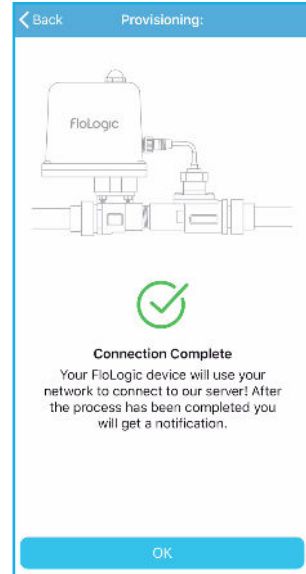 Back
Provisioning:
FloLogic
Connection Complete
Your FloLogic device will use your
network to connect to our server! After
the process has been completed you
will get a notification.
OK